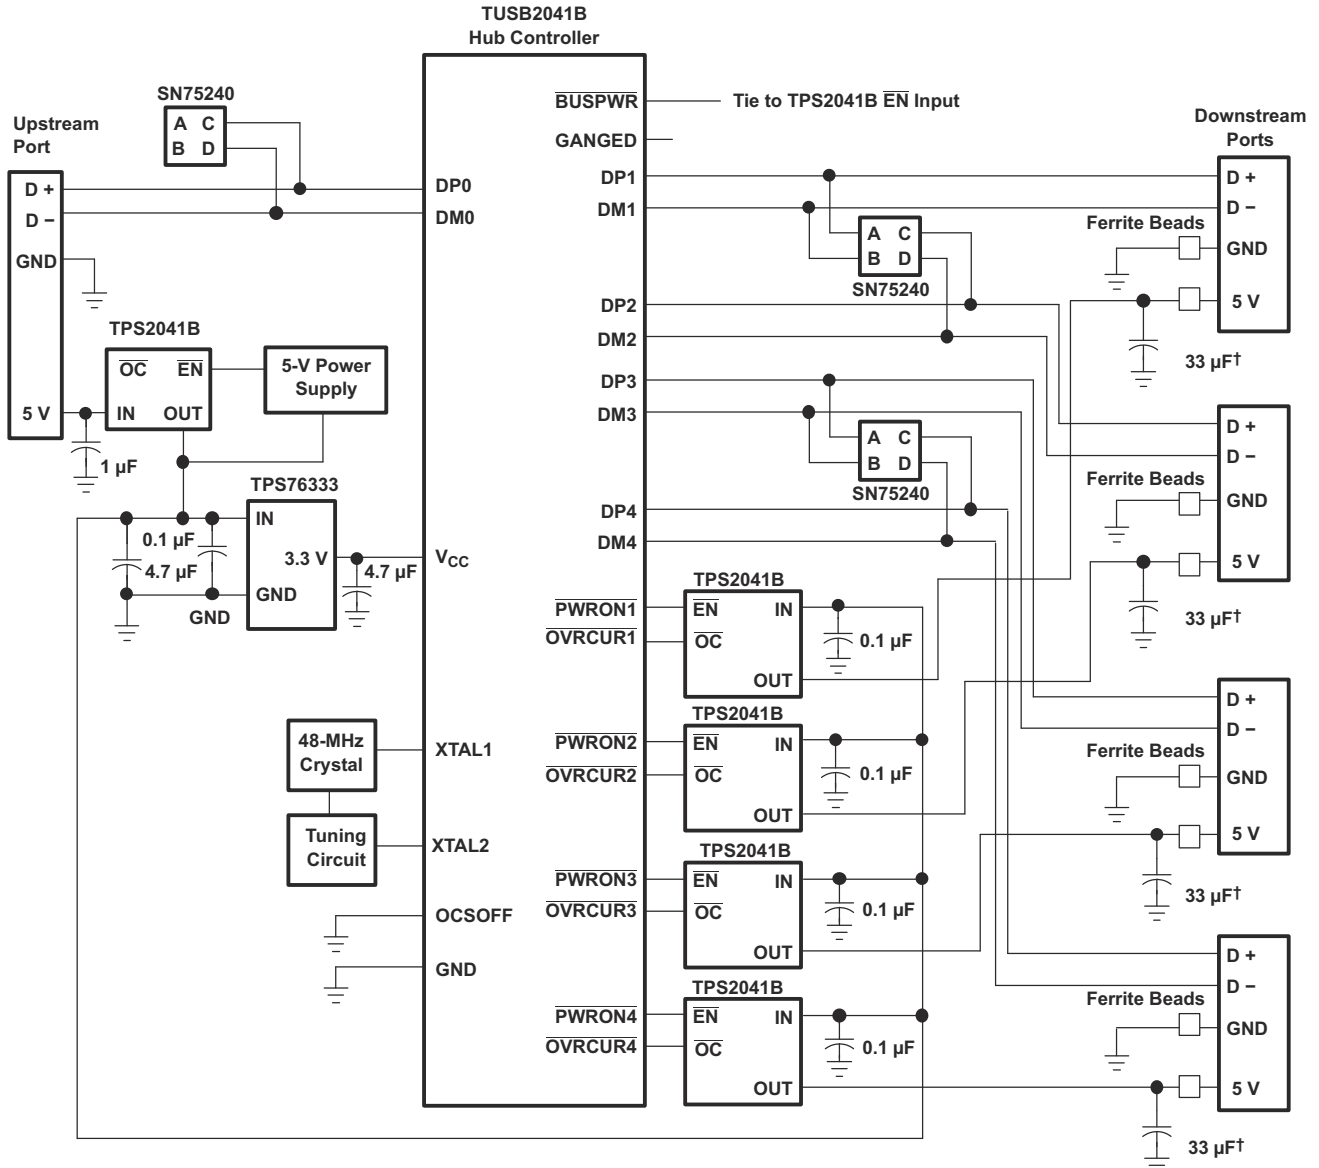 TUSB2041B
Hub Controller
SN75240
A C
B D
Upstream
Port
D +
D −
GND
5 V
DP0
DM0
BUSPWR
Tie to TPS2041B EN Input
GANGED
DP1
DM1
A C
B D
SN75240
DP2
DM2
DP3
DM3
A C
B D
SN75240
DP4
DM4
Downstream
Ports
D +
D −
Ferrite Beads
GND
5 V
33 µF†
D +
D −
Ferrite Beads
GND
5 V
33 µF†
D +
D −
Ferrite Beads
GND
5 V
33 µF†
D +
D −
Ferrite Beads
GND
5 V
33 µF†
TPS2041B
OC EN
IN OUT
5-V Power
Supply
1 µF
TPS76333
IN
3.3 V
GND
0.1 µF
4.7 µF
GND
4.7 µF
VCC
48-MHz
Crystal
XTAL1
Tuning
Circuit
XTAL2
OCSOFF
GND
PWRON1
OVRCUR1
TPS2041B
EN IN
OC
OUT
0.1 µF
PWRON2
OVRCUR2
TPS2041B
EN IN
OC
OUT
0.1 µF
PWRON3
OVRCUR3
TPS2041B
EN IN
OC
OUT
0.1 µF
PWRON4
OVRCUR4
TPS2041B
EN IN
OC
OUT
0.1 µF